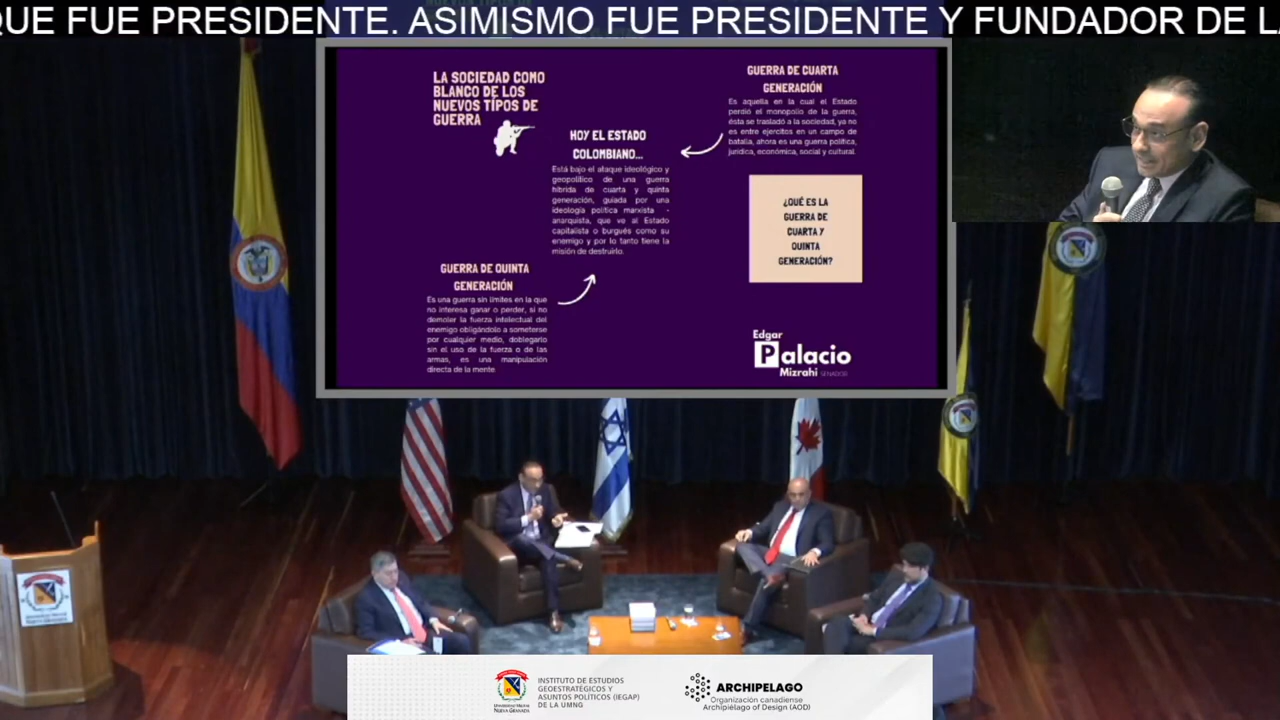 QUE FUE PRESIDENTE. ASIMISMO FUE PRESIDENTE Y FUNDADOR DE L
LA SOCIEDAD COMO
BLANCO DE LOS
NUEVOS TIPOS DE
GUERRA
HOY EL ESTADO
COLOMBIANO...
Está bajo el ataque ideológico y
geopolítico de una guerra
híbrida de cuarta y quinta
generación, guiada por una
ideología política marxista -
anarquista, que ve al Estado
capitalista o burgués como su
enemigo y por lo tanto tiene la
misión de destruirlo.
GUERRA DE CUARTA
GENERACIÓN
Es aquella en la cual el Estado
perdió el monopolio de la guerra,
ésta se trasladó a la sociedad, ya no
es entre ejercitos en un campo de
batalla, ahora es una guerra política,
jurídica, económica, social y cultural.
¿QUÉ ES LA
GUERRA DE
CUARTA Y
QUINTA
GENERACIÓN?
GUERRA DE QUINTA
GENERACIÓN
Es una guerra sin límites en la que
no interesa ganar o perder, si no
demoler la fuerza intelectual del
enemigo obligándolo a someterse
por cualquier medio, doblegarlo
sin el uso de la fuerza o de las
armas, es una manipulación
directa de la mente.
Edgar
Palacio
Mizrahi SENADOR
INSTITUTO DE ESTUDIOS
GEOESTRATÉGICOS Y
ASUNTOS POLÍTICOS (IEGAP)
DE LA UMNG
ARCHIPELAGO
Organización canadiense
Archipélago of Design (AOD)